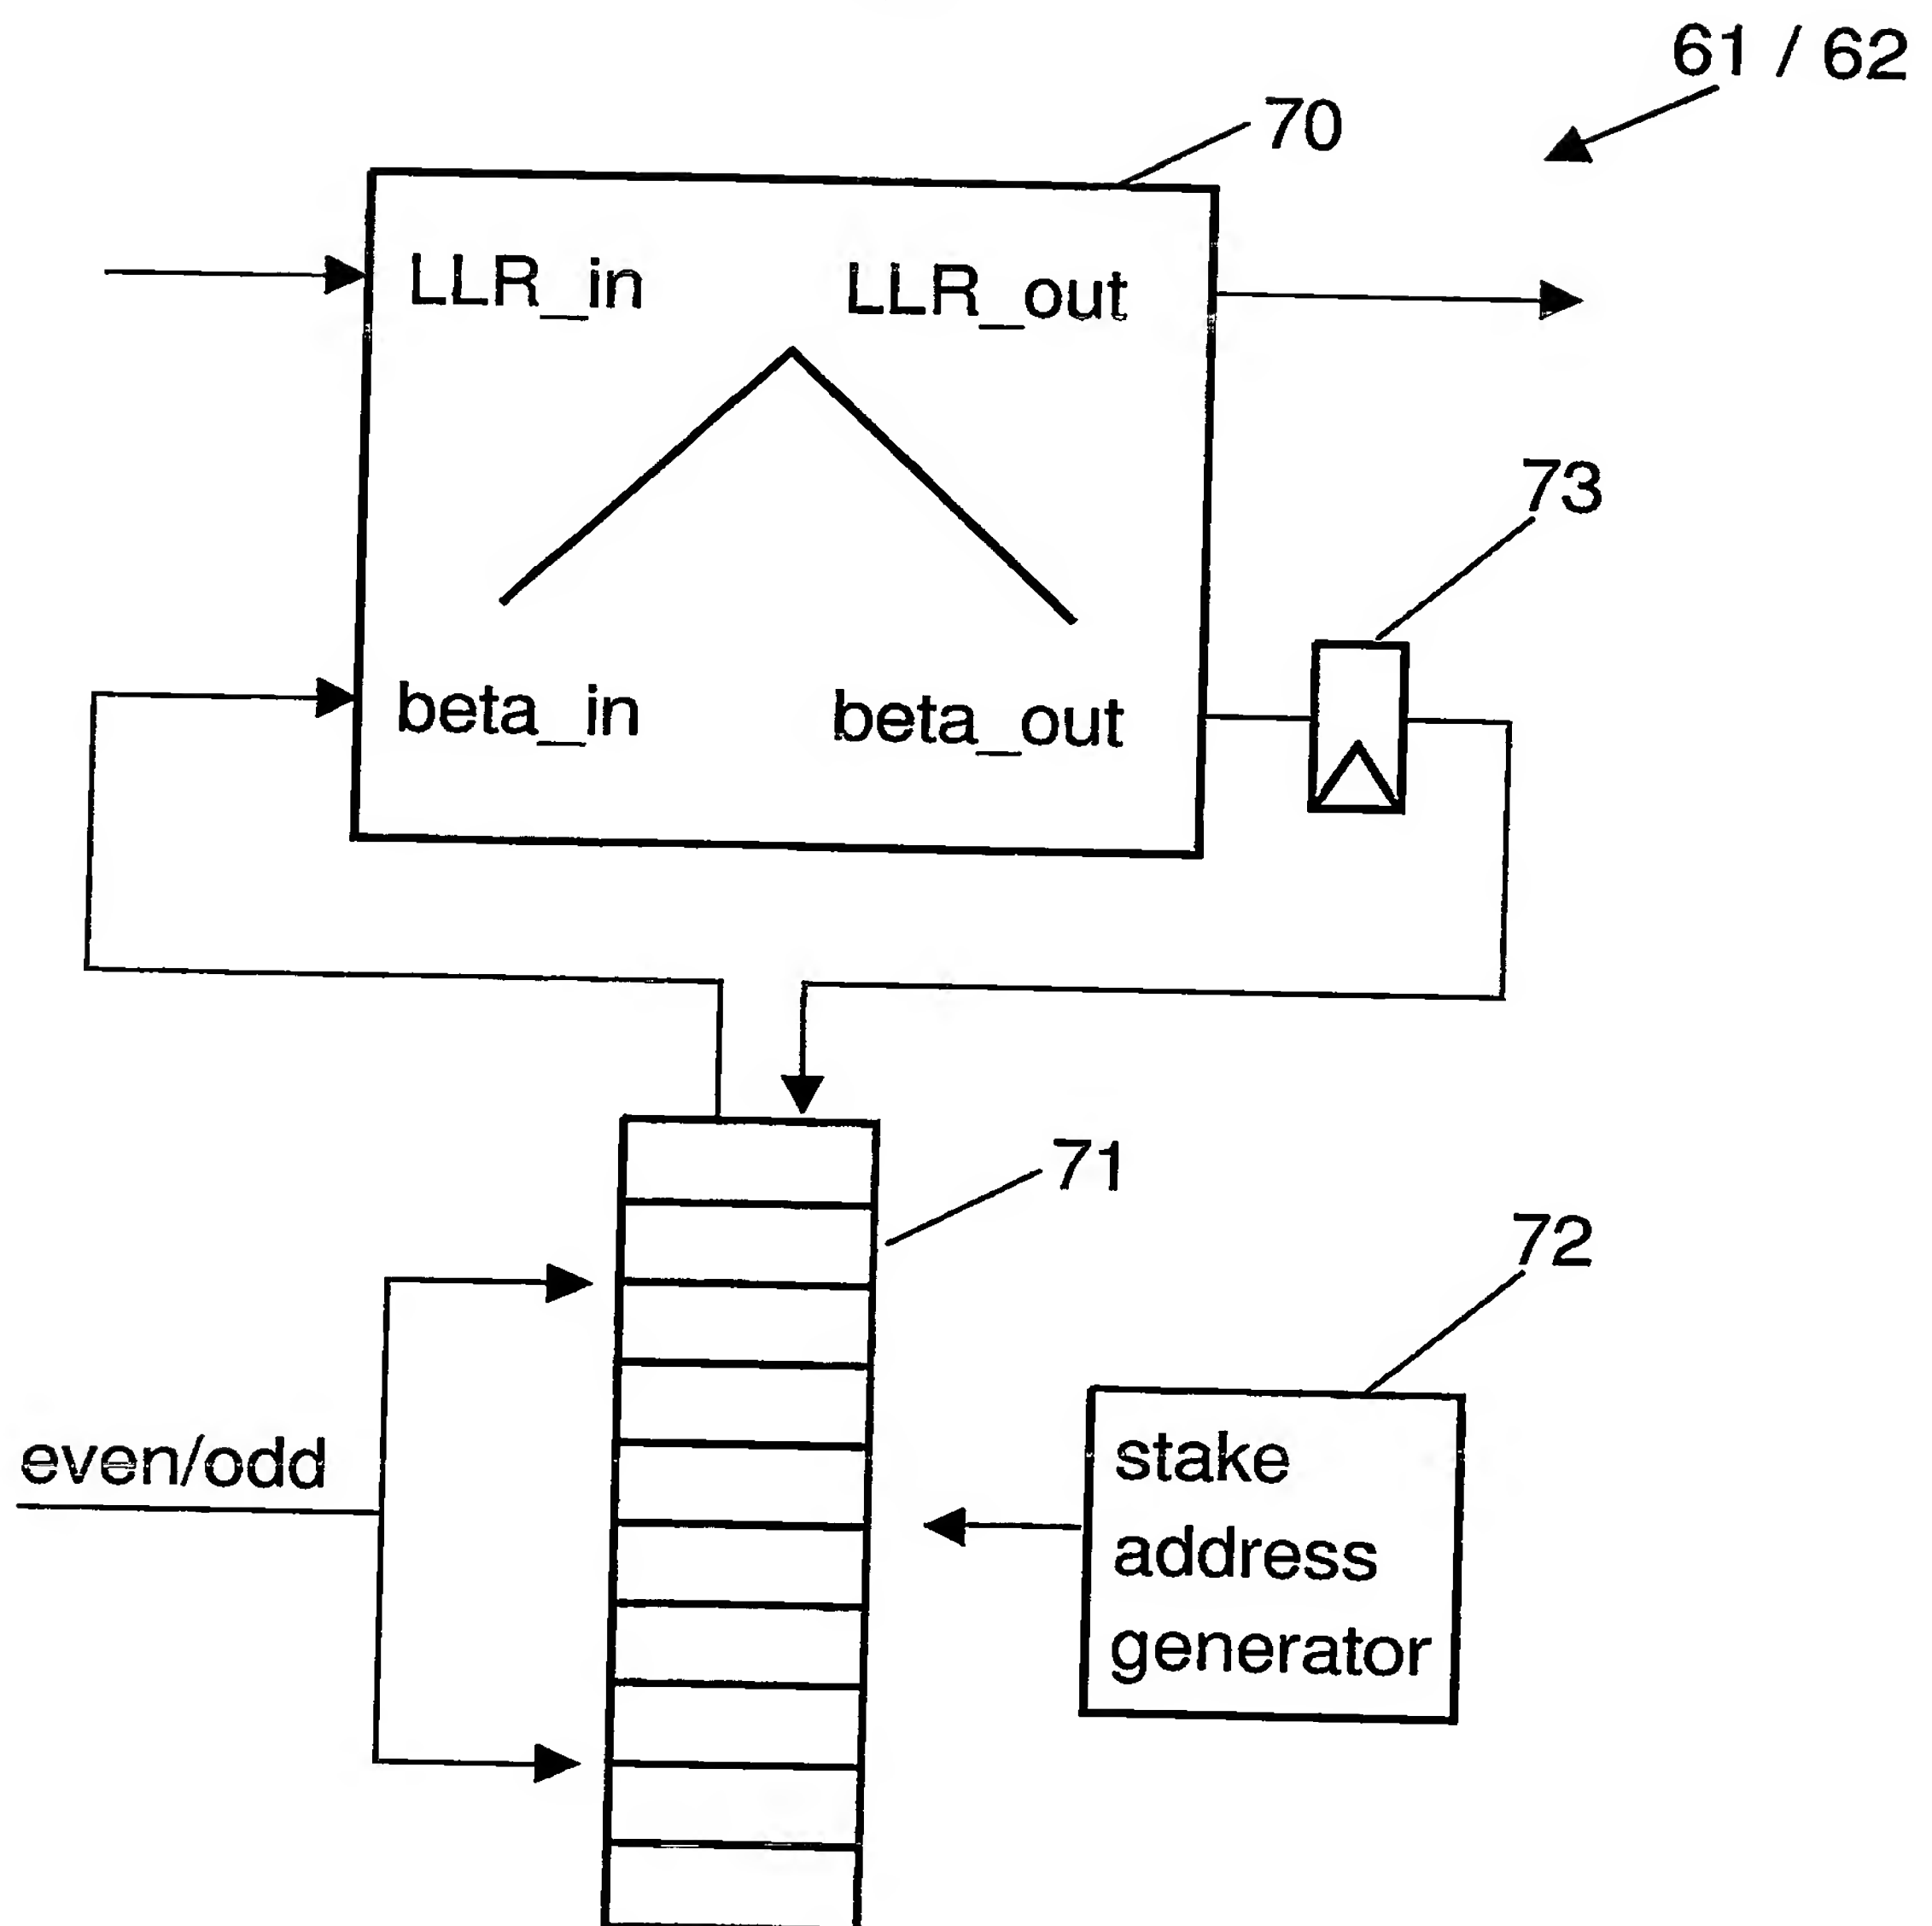 61 / 62
70
LLR_in LLR_out
73
beta_in beta_out
71
72
even/odd
stake
address
generator